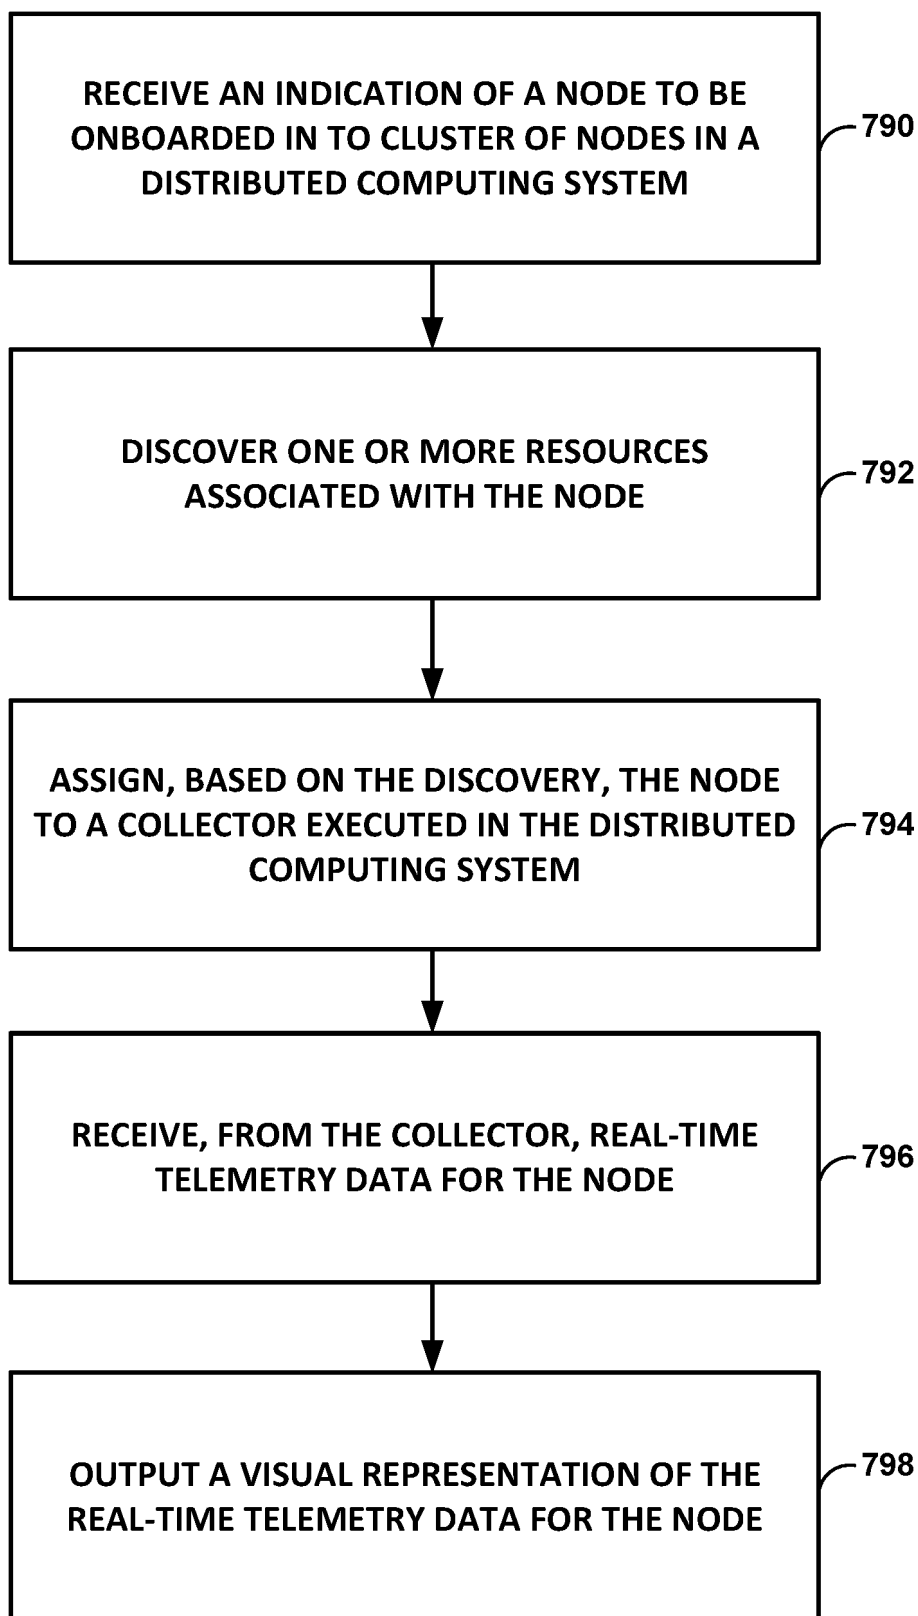 RECEIVE AN INDICATION OF A NODE TO BE
ONBOARDED IN TO CLUSTER OF NODES IN A
DISTRIBUTED COMPUTING SYSTEM
790
DISCOVER ONE OR MORE RESOURCES
ASSOCIATED WITH THE NODE
792
ASSIGN, BASED ON THE DISCOVERY, THE NODE
TO A COLLECTOR EXECUTED IN THE DISTRIBUTED
COMPUTING SYSTEM
794
RECEIVE, FROM THE COLLECTOR, REAL-TIME
TELEMETRY DATA FOR THE NODE
796
OUTPUT A VISUAL REPRESENTATION OF THE
REAL-TIME TELEMETRY DATA FOR THE NODE
798